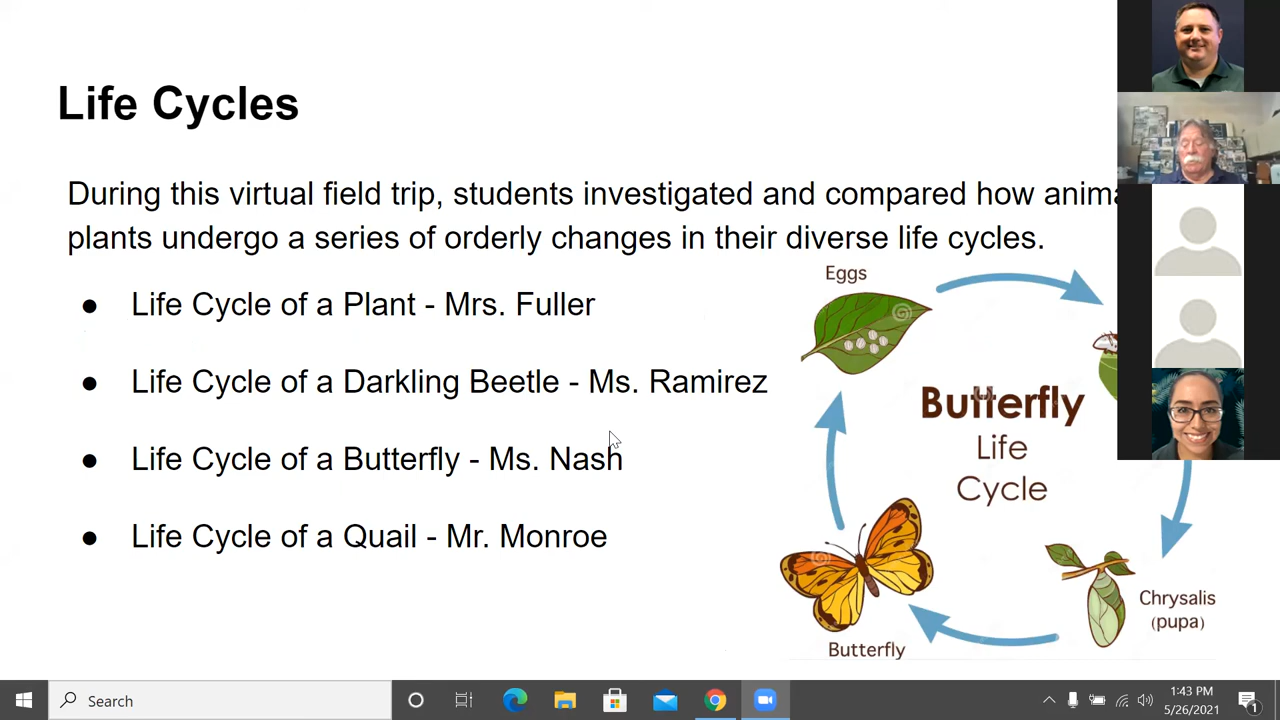 Life Cycles
During this virtual field trip, students investigated and compared how
plants undergo a series of orderly changes in their diverse life cycles.
● Life Cycle of a Plant - Mrs. Fuller
● Life Cycle of a Darkling Beetle - Ms. Ramirez
● Life Cycle of a Butterfly - Ms. Nash
● Life Cycle of a Quail - Mr. Monroe
Eggs
Butterfly
Life
Cycle
Chrysalis
(pupa)
Butterfly
Search
1:43 PM
5/26/2021
1